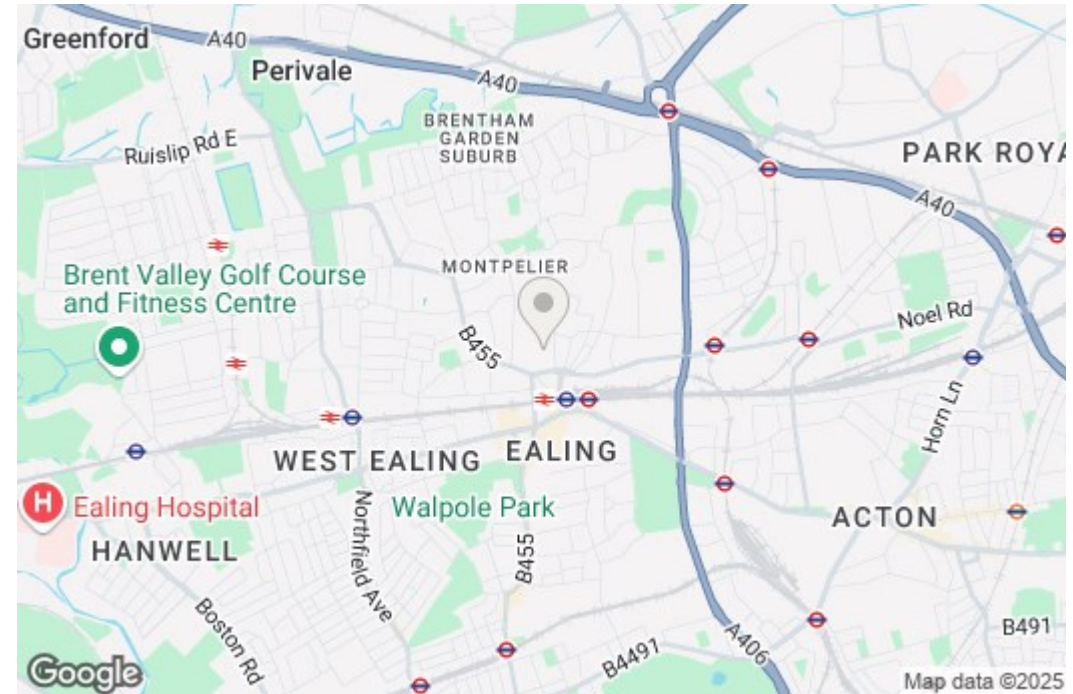 Greenford
A40
Perivale
A40
BRENTHAM
GARDEN
SUBURB
Ruislip Rd E
PARK ROYA
A40
MONTPELIER
Brent Valley Golf Course
and Fitness Centre
B455
Noel Rd
Horn Ln
WEST EALING
EALING
H
Ealing Hospital
Walpole Park
ACTON
HANWELL
Northfield Ave
B455
Boston Rd
B4491
A406
B491
Google
Map data ©2025